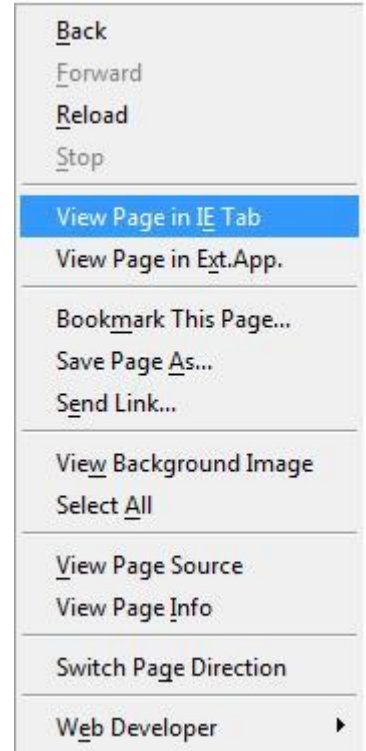 Back
Forward
Reload
Stop
View Page in IE Tab
View Page in Ext.App.
Bookmark This Page...
Save Page As...
Send Link...
View Background Image
Select All
View Page Source
View Page Info
Switch Page Direction
Web Developer